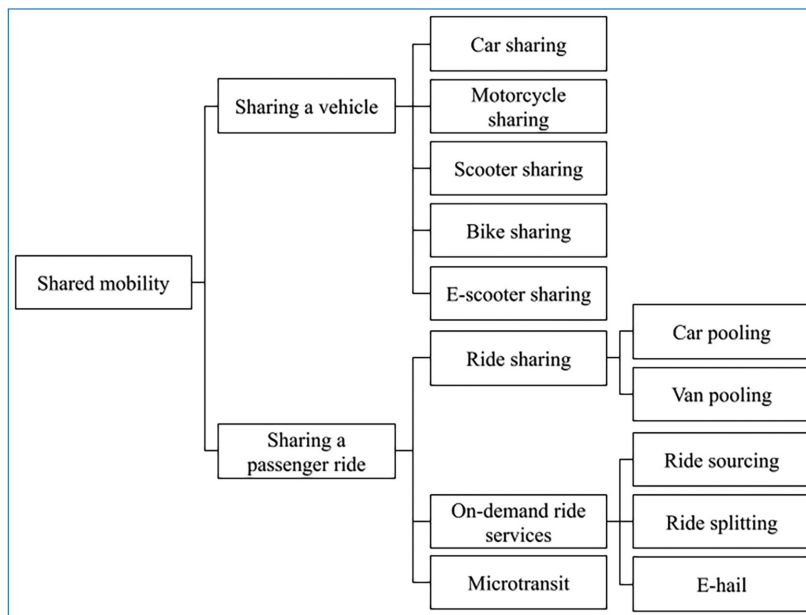 Car sharing
Sharing a vehicle
Motorcycle
sharing
Scooter sharing
Bike sharing
Shared mobility
E-scooter sharing
Car pooling
Ride sharing
Van pooling
Sharing a
passenger ride
Ride sourcing
On-demand ride
services
Ride splitting
Microtransit
E-hail